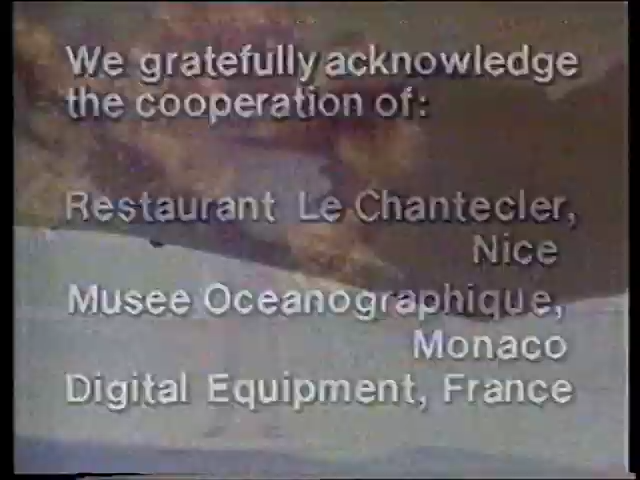 We gratefully acknowledge
the cooperation of:
Restaurant Le Chantecler,
Nice
Musee Oceanographique,
Monaco
Digital Equipment, France